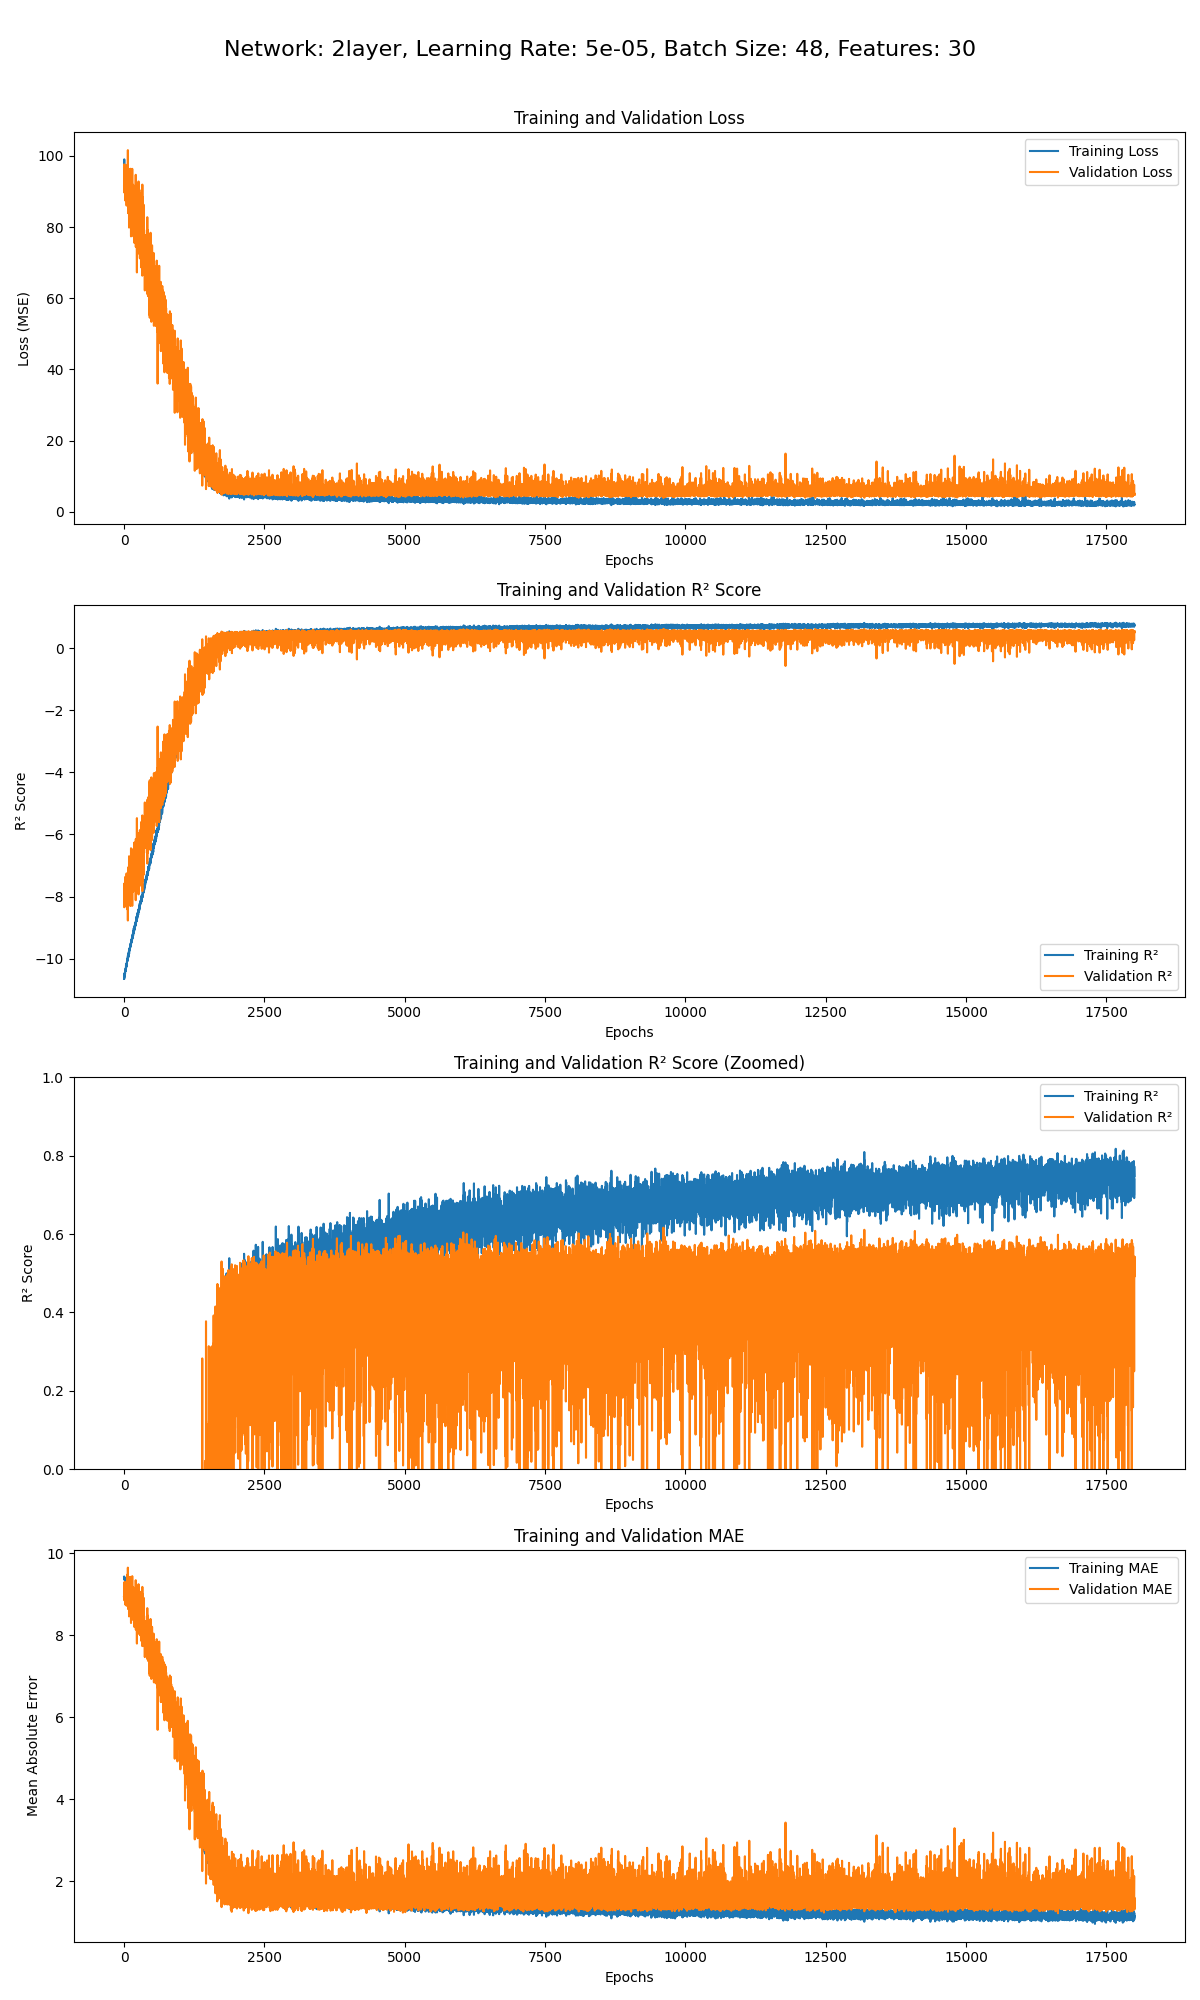 Network: 2layer, Learning Rate: 5e-05, Batch Size: 48, Features: 30
Training and Validation Loss
Training Loss
Validation Loss
100
80
60
40
20
0
Loss (MSE)
0 2500 5000 7500 10000 12500 15000 17500
Epochs
Training and Validation R² Score
0
−2
−4
−6
−8
−10
R² Score
Training R²
Validation R²
0 2500 5000 7500 10000 12500 15000 17500
Epochs
Training and Validation R² Score (Zoomed)
Training R²
Validation R²
1.0
0.8
0.6
0.4
0.2
0.0
R² Score
0 2500 5000 7500 10000 12500 15000 17500
Epochs
Training and Validation MAE
Training MAE
Validation MAE
10
8
6
4
2
Mean Absolute Error
0 2500 5000 7500 10000 12500 15000 17500
Epochs